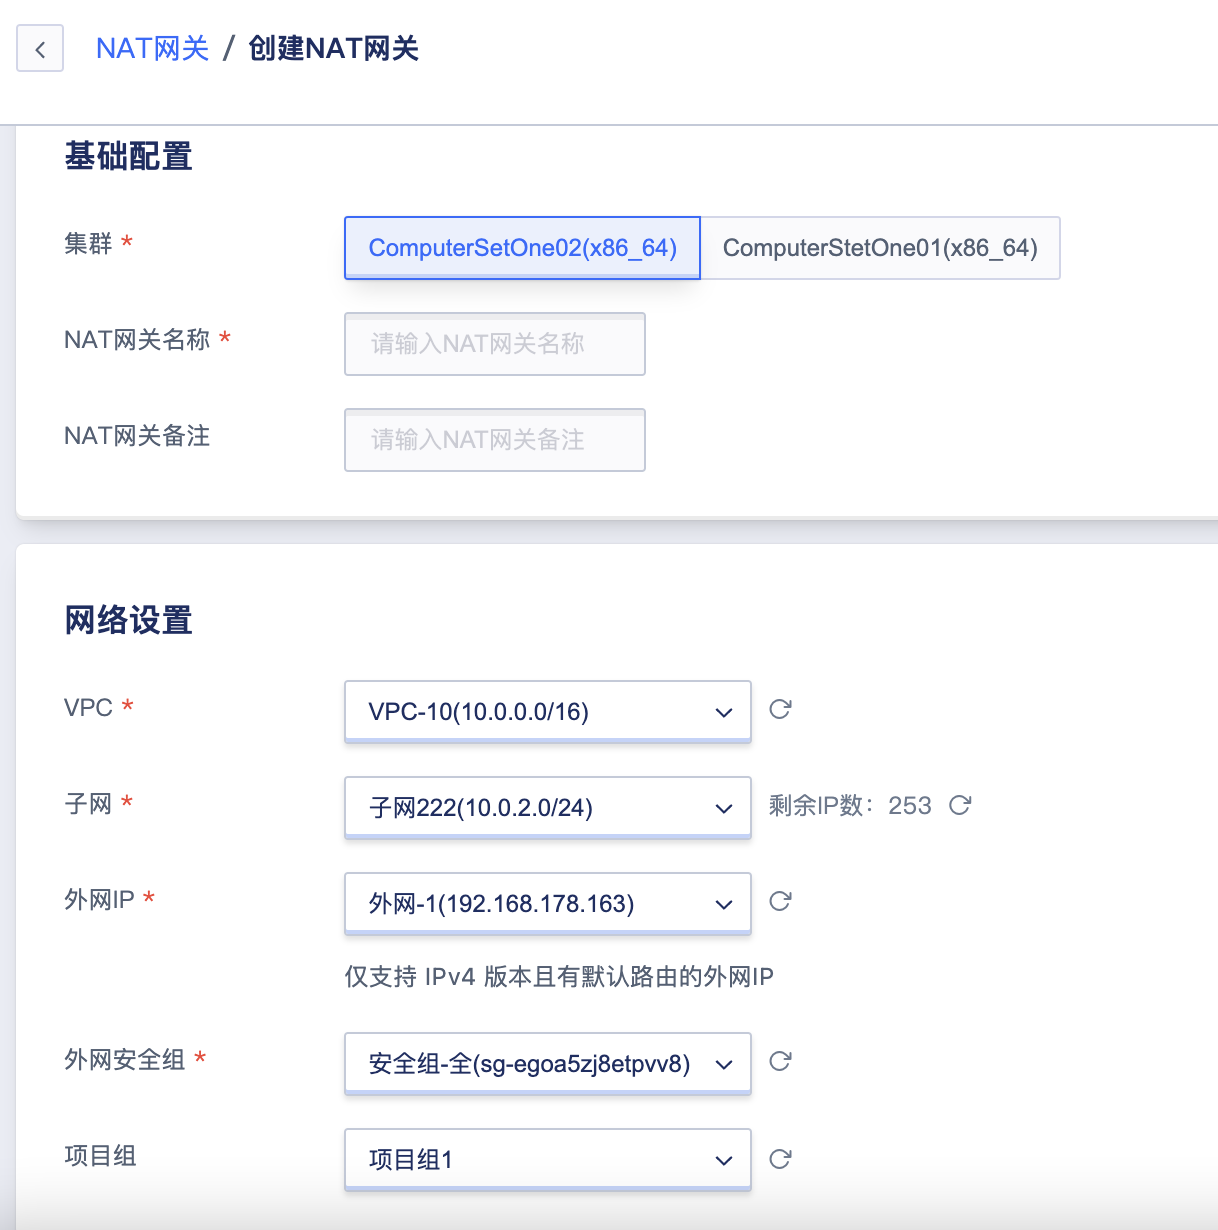 NAT网关 / 创建NAT网关
基础配置
集群 * ComputerSetOne02(x86_64) ComputerStetOne01(x86_64)
NAT网关名称 * 请输入NAT网关名称
NAT网关备注 请输入NAT网关备注
网络设置
VPC * VPC-10(10.0.0.0/16)
子网 * 子网222(10.0.2.0/24) 剩余IP数：253
外网IP * 外网-1(192.168.178.163)
仅支持 IPv4 版本且有默认路由的外网IP
外网安全组 * 安全组-全(sg-egoa5zj8etpvv8)
项目组 项目组1